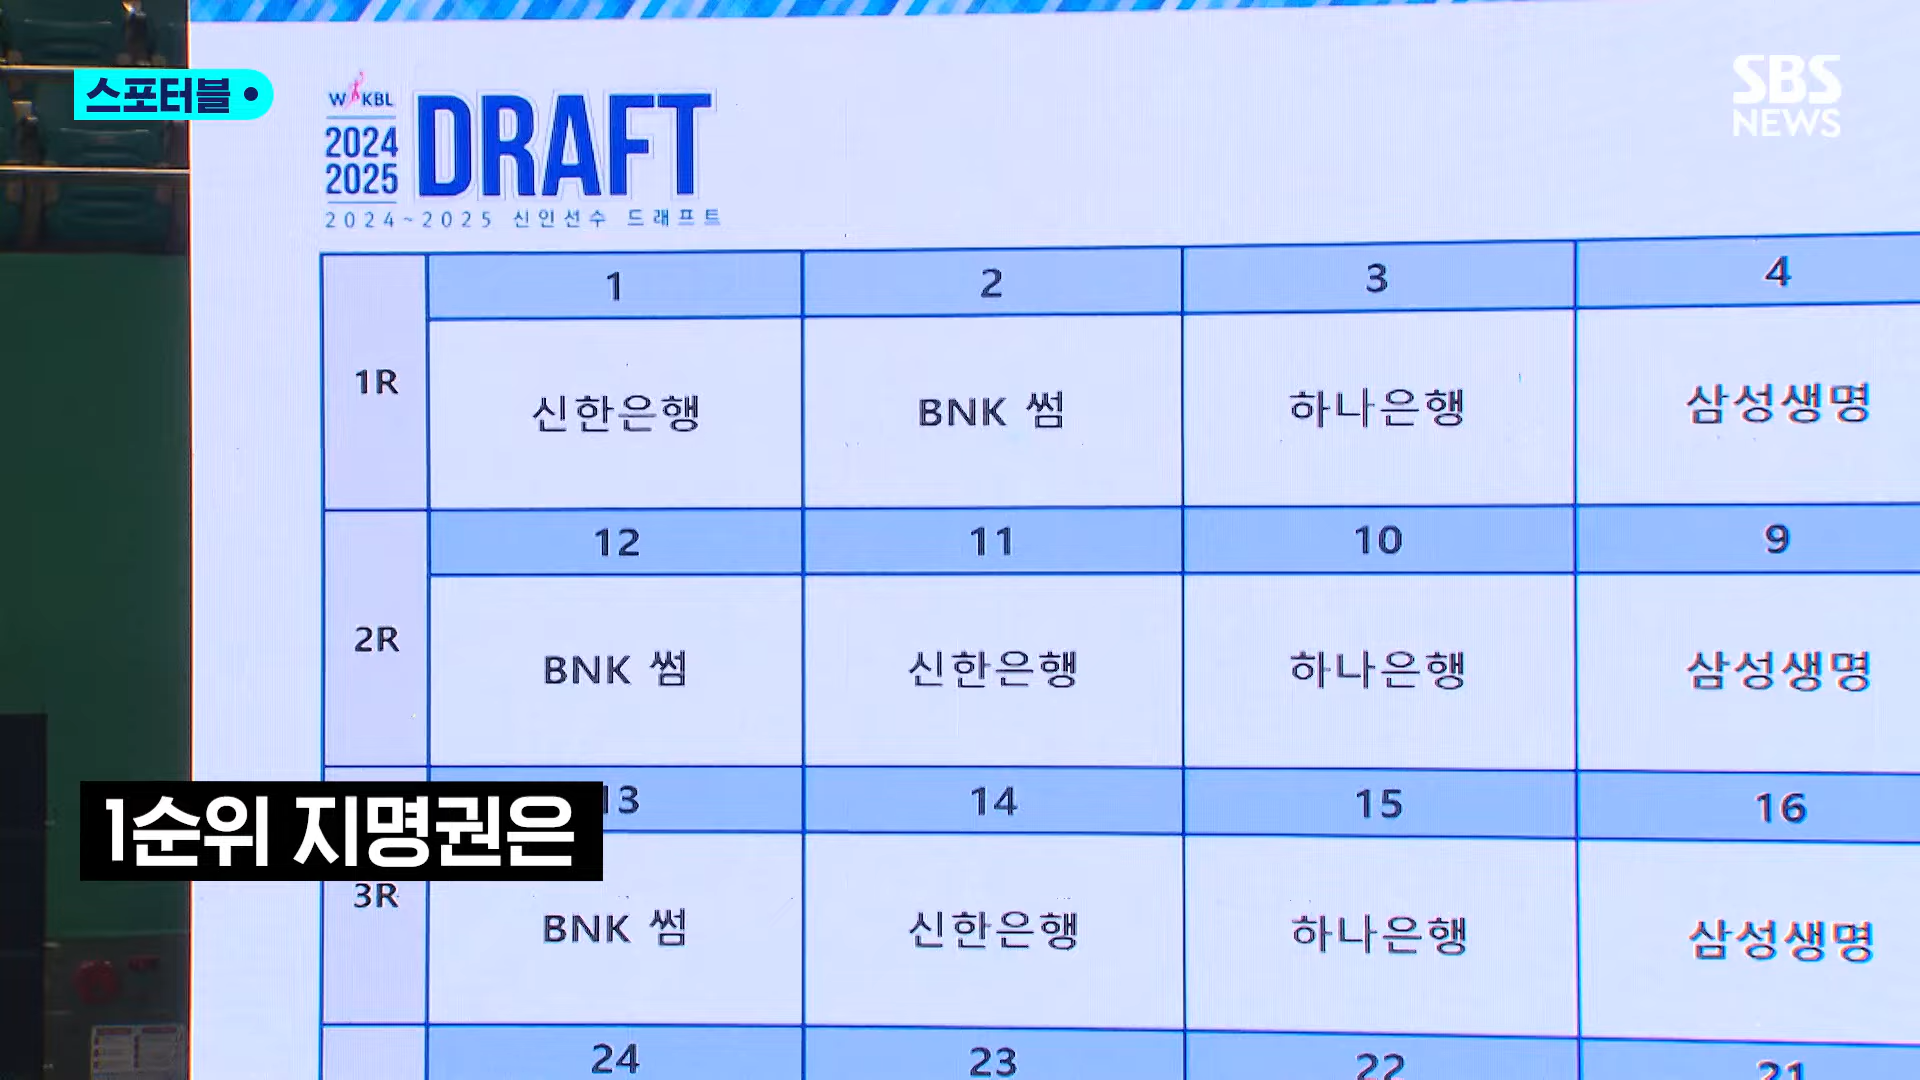 스포터블
SBS
NEWS
WKBL
2024
2025
DRAFT
2024~2025 신인선수 드래프트
1 2 3 4
1R 신한은행 BNK 썸 하나은행 삼성생명
12 11 10 9
2R BNK 썸 신한은행 하나은행 삼성생명
13 14 15 16
1순위 지명권은
3R BNK 썸 신한은행 하나은행 삼성생명
24 23 22 21